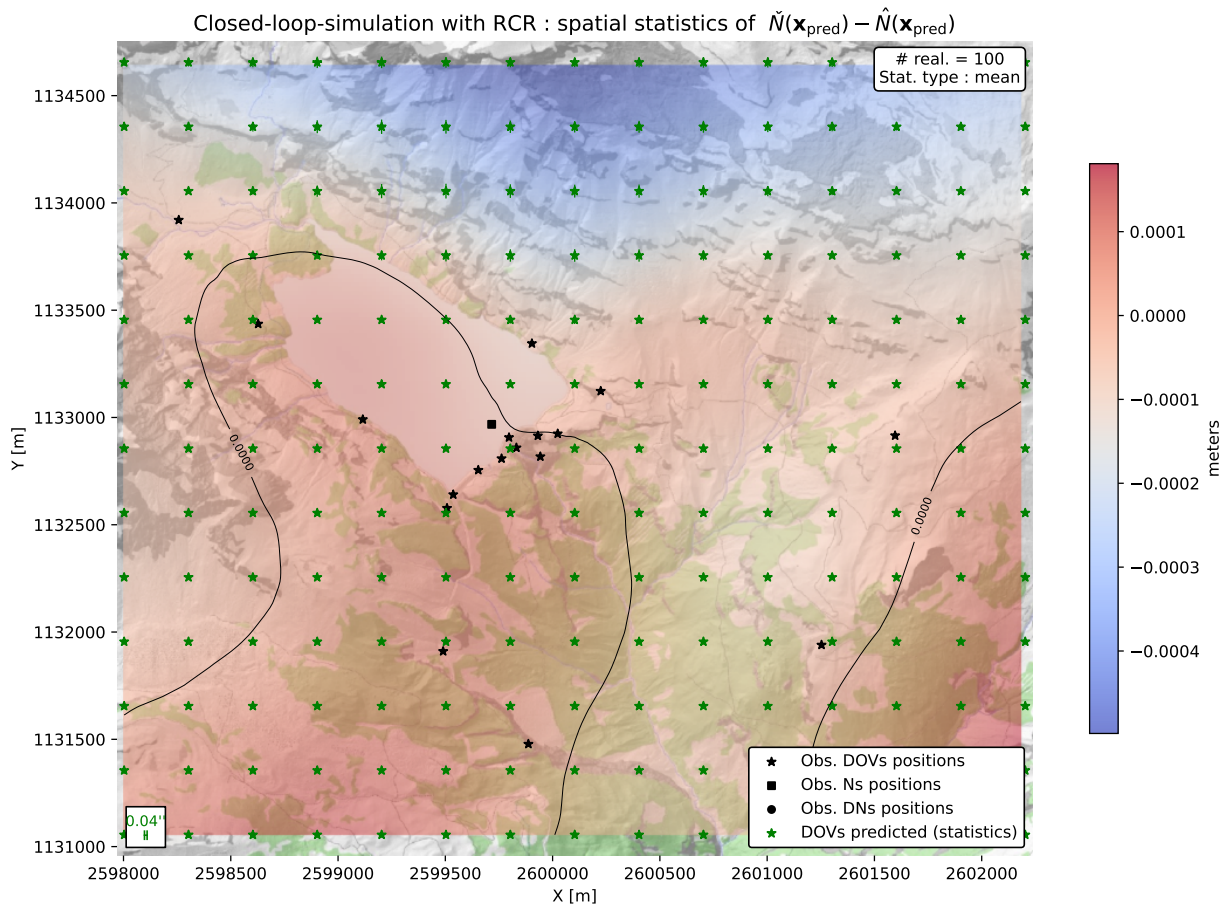 Closed-loop-simulation with RCR : spatial statistics of Ň(x_pred) − N̂(x_pred)
# real. = 100
Stat. type : mean
1134500
1134000
1133500
1133000
1132500
1132000
1131500
1131000
Y [m]
0.0000
0.0000
0.04''
Obs. DOVs positions
Obs. Ns positions
Obs. DNs positions
DOVs predicted (statistics)
2598000 2598500 2599000 2599500 2600000 2600500 2601000 2601500 2602000
X [m]
0.0001
0.0000
−0.0001
−0.0002
−0.0003
−0.0004
meters